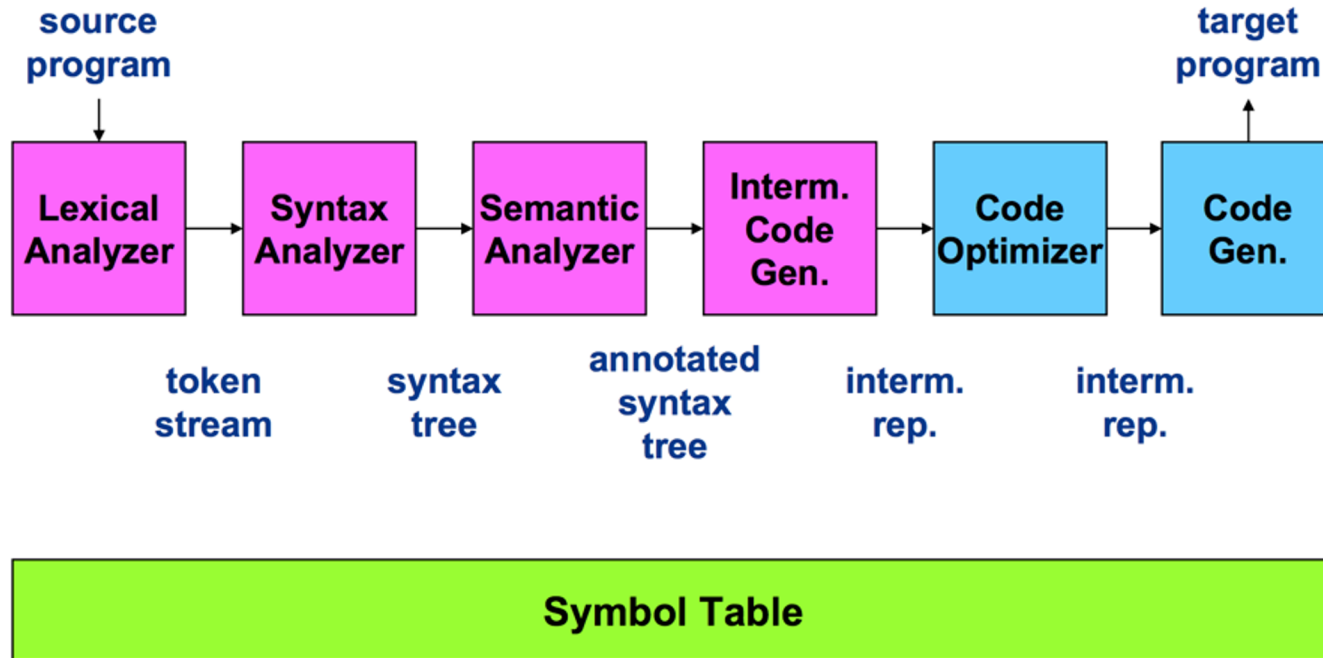 source
program
target
program
Lexical
Analyzer
Syntax
Analyzer
Semantic
Analyzer
Interm.
Code
Gen.
Code
Optimizer
Code
Gen.
token
stream
syntax
tree
annotated
syntax
tree
interm.
rep.
interm.
rep.
Symbol Table